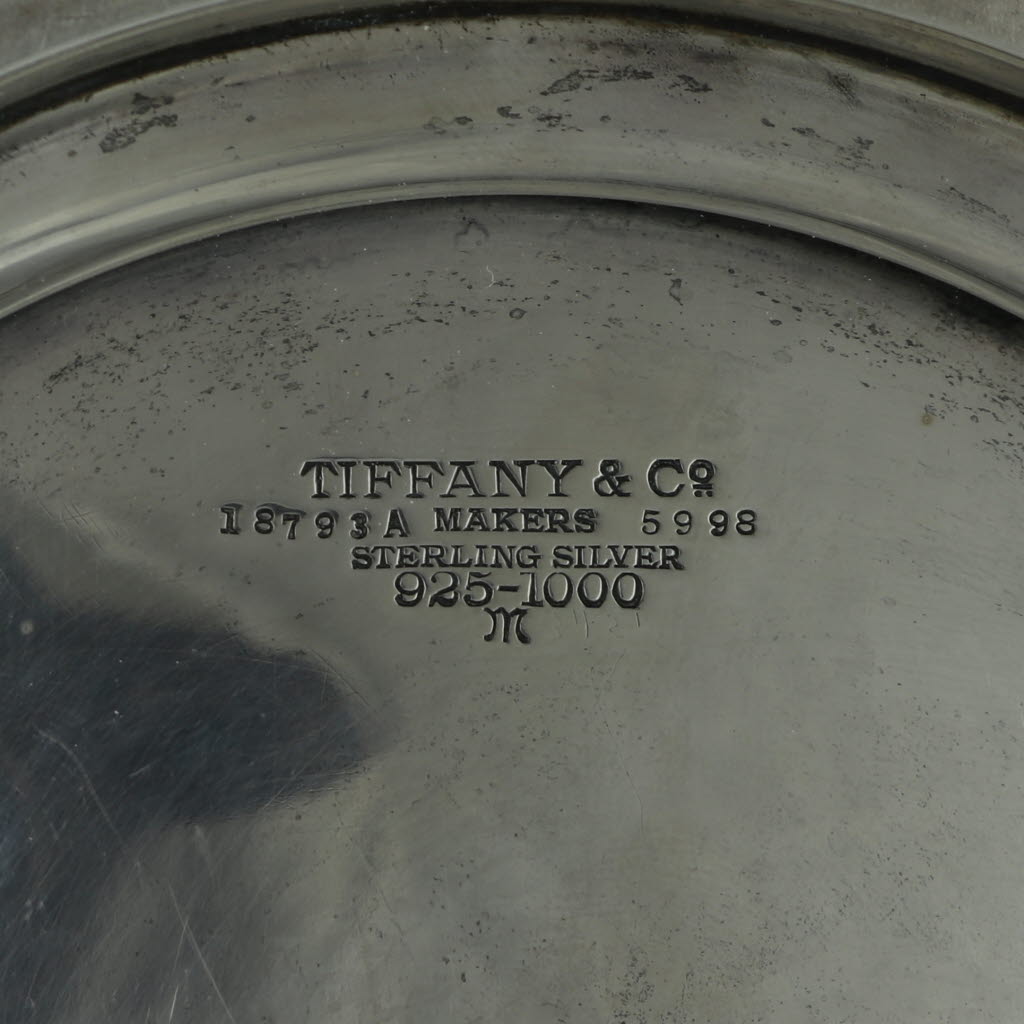 TIFFANY & Cº
18793A MAKERS 5998
STERLING SILVER
925-1000
M